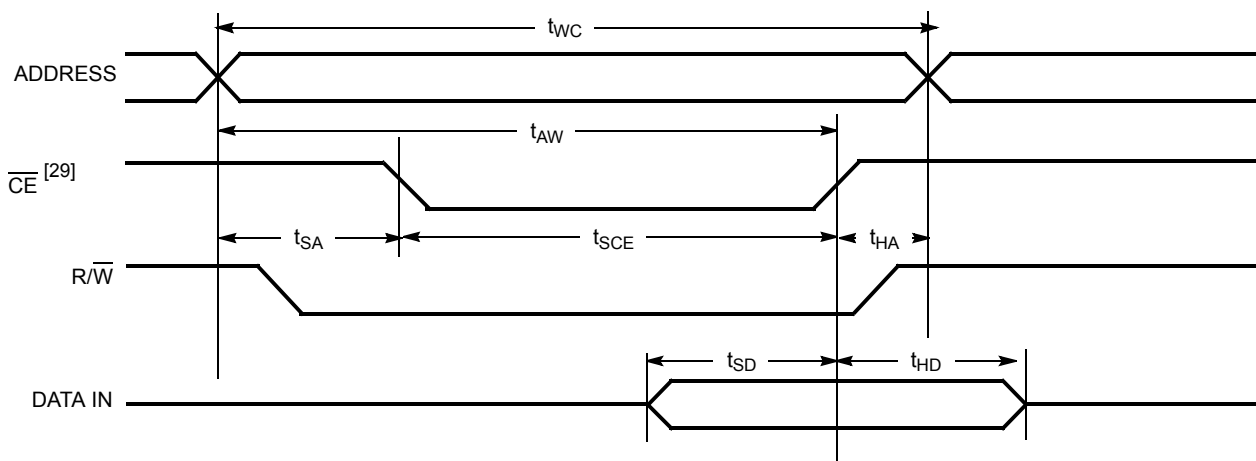 tWC
ADDRESS
tAW
CE [29]
tSA
tSCE
tHA
R/W
tSD
tHD
DATA IN